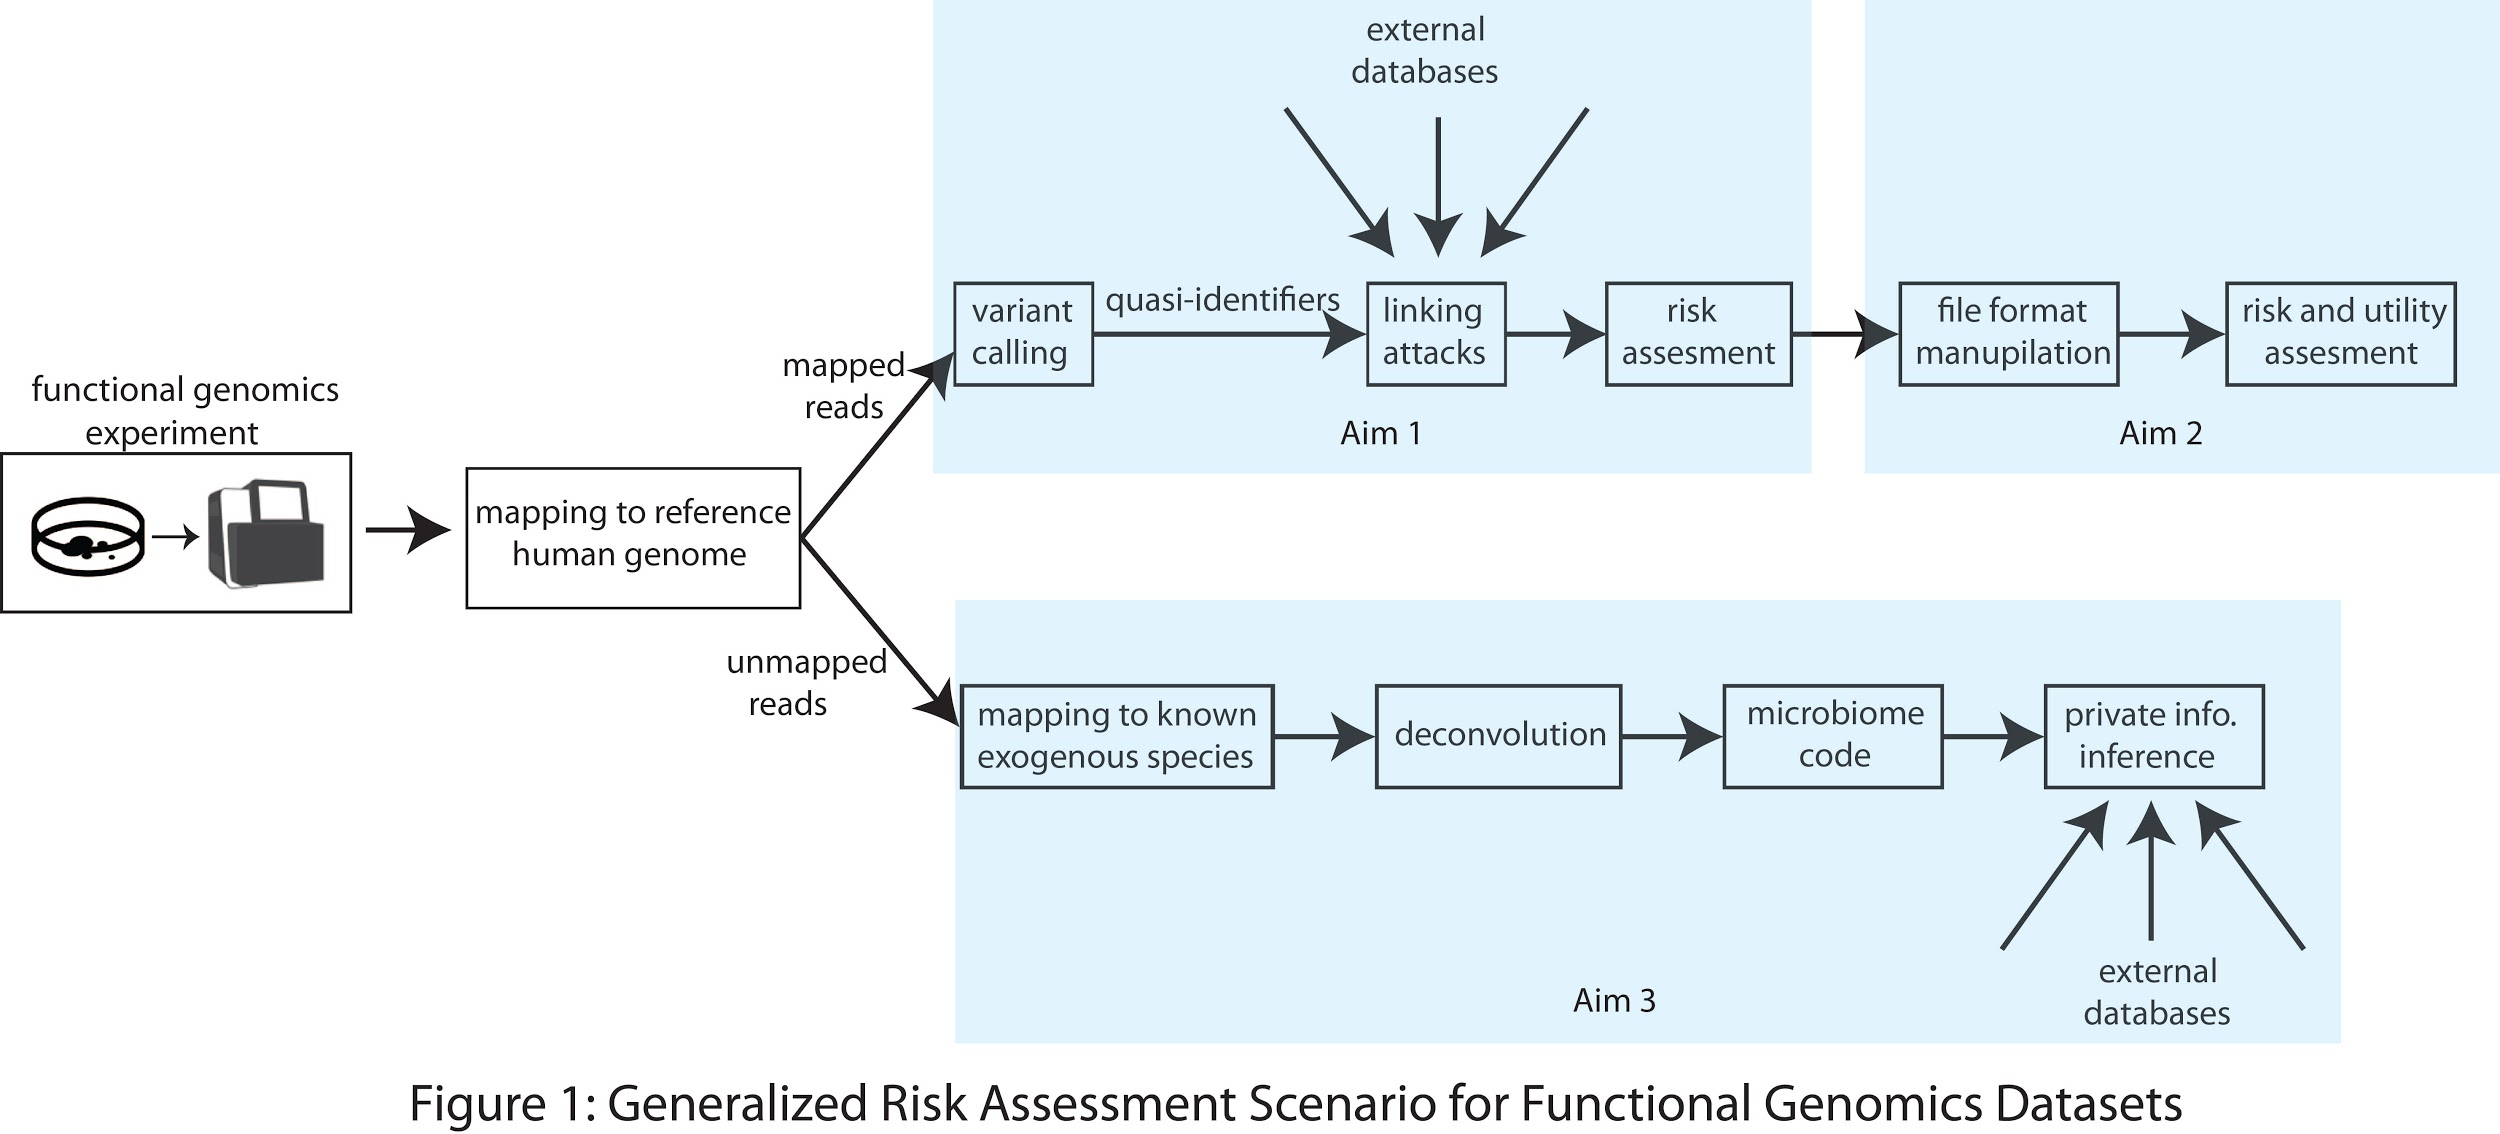 functional genomics
experiment
mapping to reference
human genome
mapped
reads
unmapped
reads
external
databases
variant
calling
quasi-identifiers
linking
attacks
risk
assesment
Aim 1
file format
manupilation
risk and utility
assesment
Aim 2
mapping to known
exogenous species
deconvolution
microbiome
code
private info.
inference
external
databases
Aim 3
Figure 1: Generalized Risk Assessment Scenario for Functional Genomics Datasets